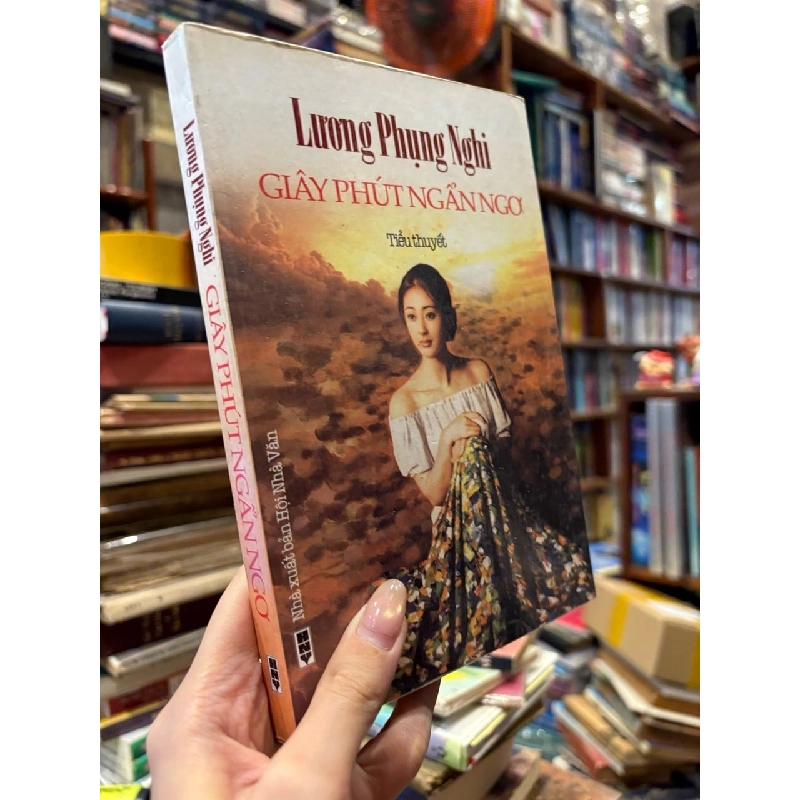 Lương Phụng Nghi
GIÂY PHÚT NGẨN NGƠ
Tiểu thuyết
Nhà xuất bản Hội Nhà Văn
Lương Phụng Nghi
GIÂY PHÚT NGẨN NGƠ